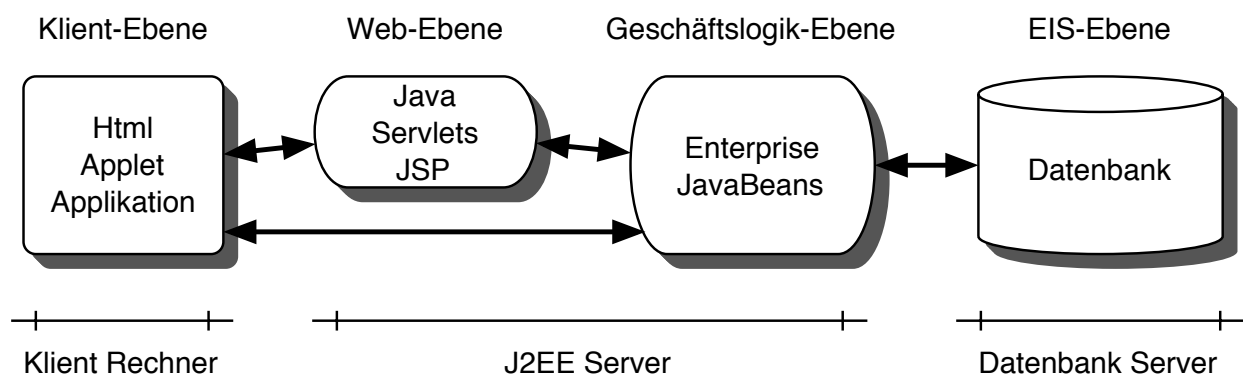 Klient-Ebene
Web-Ebene
Geschäftslogik-Ebene
EIS-Ebene
Html
Applet
Applikation
Java
Servlets
JSP
Enterprise
JavaBeans
Datenbank
Klient Rechner
J2EE Server
Datenbank Server